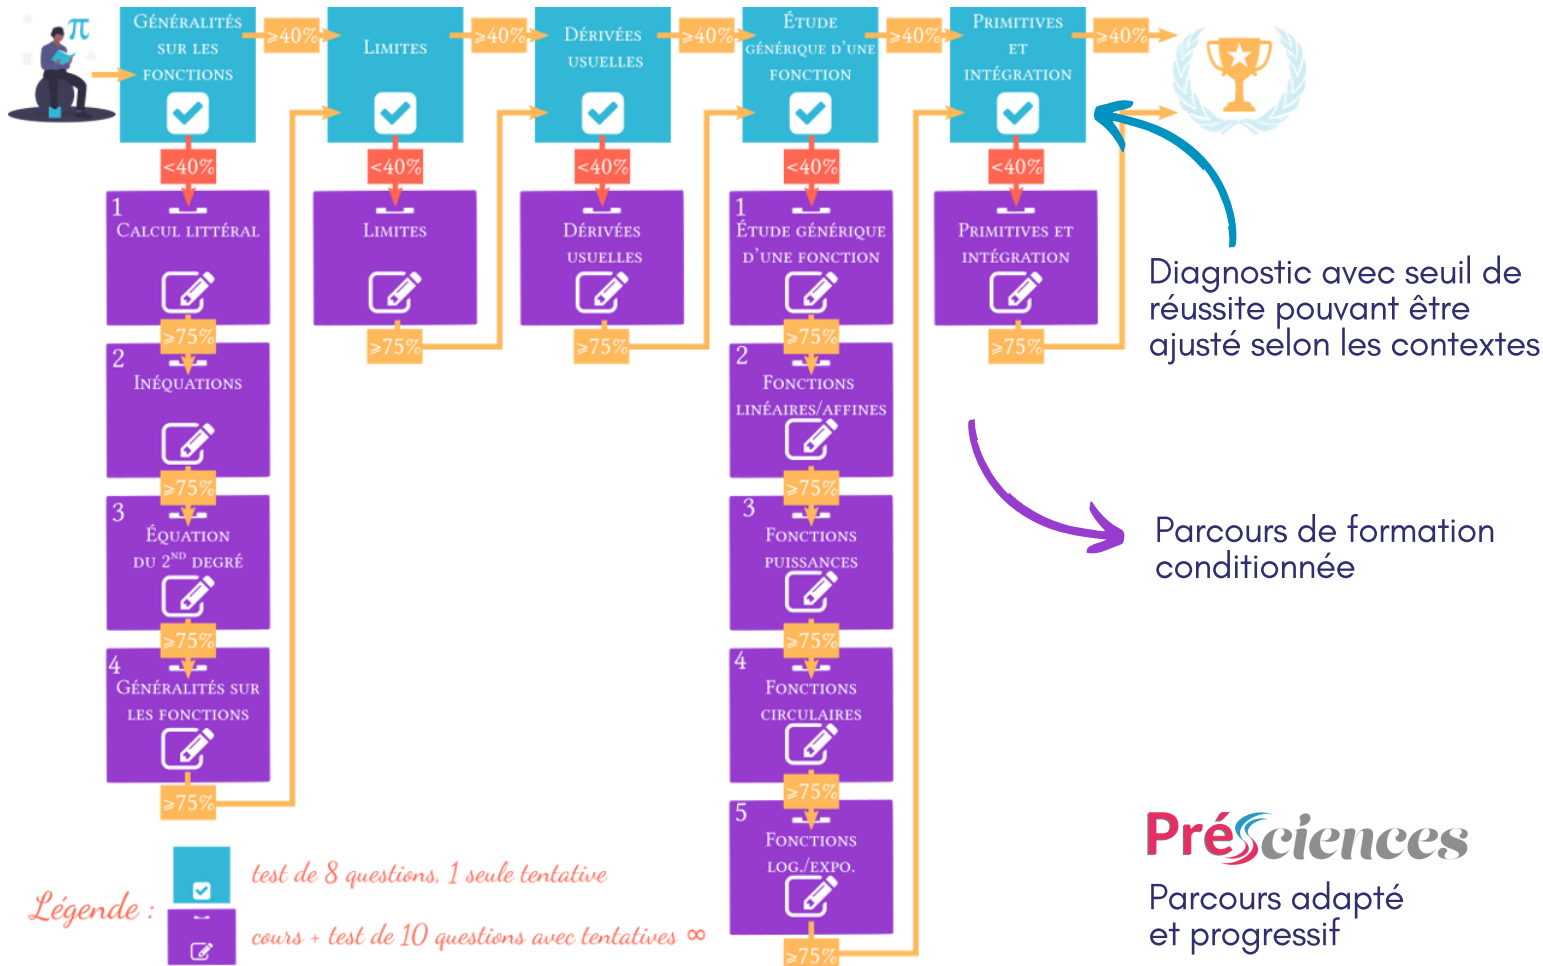 π
GÉNÉRALITÉS
SUR LES
FONCTIONS
⩾40%
LIMITES
⩾40%
DÉRIVÉES
USUELLES
⩾40%
ÉTUDE
GÉNÉRIQUE D'UNE
FONCTION
⩾40%
PRIMITIVES
ET
INTÉGRATION
⩾40%
<40%
<40%
<40%
<40%
<40%
1
CALCUL LITTÉRAL
⩾75%
2
INÉQUATIONS
⩾75%
3
ÉQUATION
DU 2ND DEGRÉ
⩾75%
4
GÉNÉRALITÉS SUR
LES FONCTIONS
⩾75%
LIMITES
⩾75%
DÉRIVÉES
USUELLES
⩾75%
1
ÉTUDE GÉNÉRIQUE
D'UNE FONCTION
⩾75%
2
FONCTIONS
LINÉAIRES/AFFINES
⩾75%
3
FONCTIONS
PUISSANCES
⩾75%
4
FONCTIONS
CIRCULAIRES
⩾75%
5
FONCTIONS
LOG./EXPO.
⩾75%
PRIMITIVES ET
INTÉGRATION
⩾75%
Diagnostic avec seuil de
réussite pouvant être
ajusté selon les contextes
Parcours de formation
conditionnée
Légende :
test de 8 questions, 1 seule tentative
cours + test de 10 questions avec tentatives ∞
PréSciences
Parcours adapté
et progressif